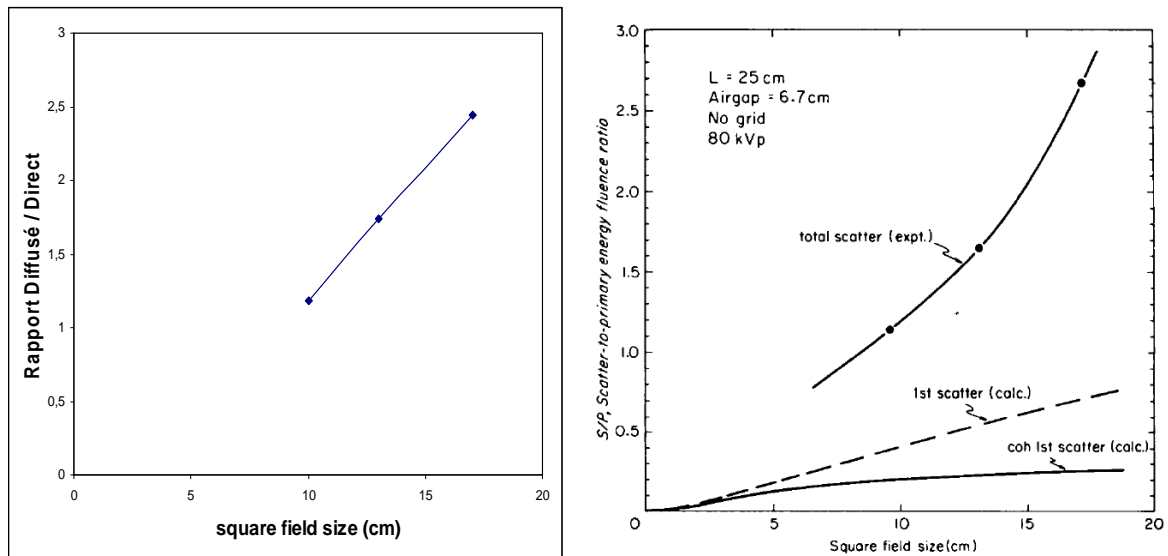 3
2,5
2
1,5
1
0,5
0
0
5
10
15
20
Rapport Diffusé / Direct
square field size (cm)
3.0
2.5
2.0
1.5
1.0
0.5
0
5
10
15
20
S/P, Scatter-to-primary energy fluence ratio
L = 25 cm
Airgap = 6.7 cm
No grid
80 kVp
total scatter (expt.)
1st scatter (calc.)
coh 1st scatter (calc.)
Square field size (cm)